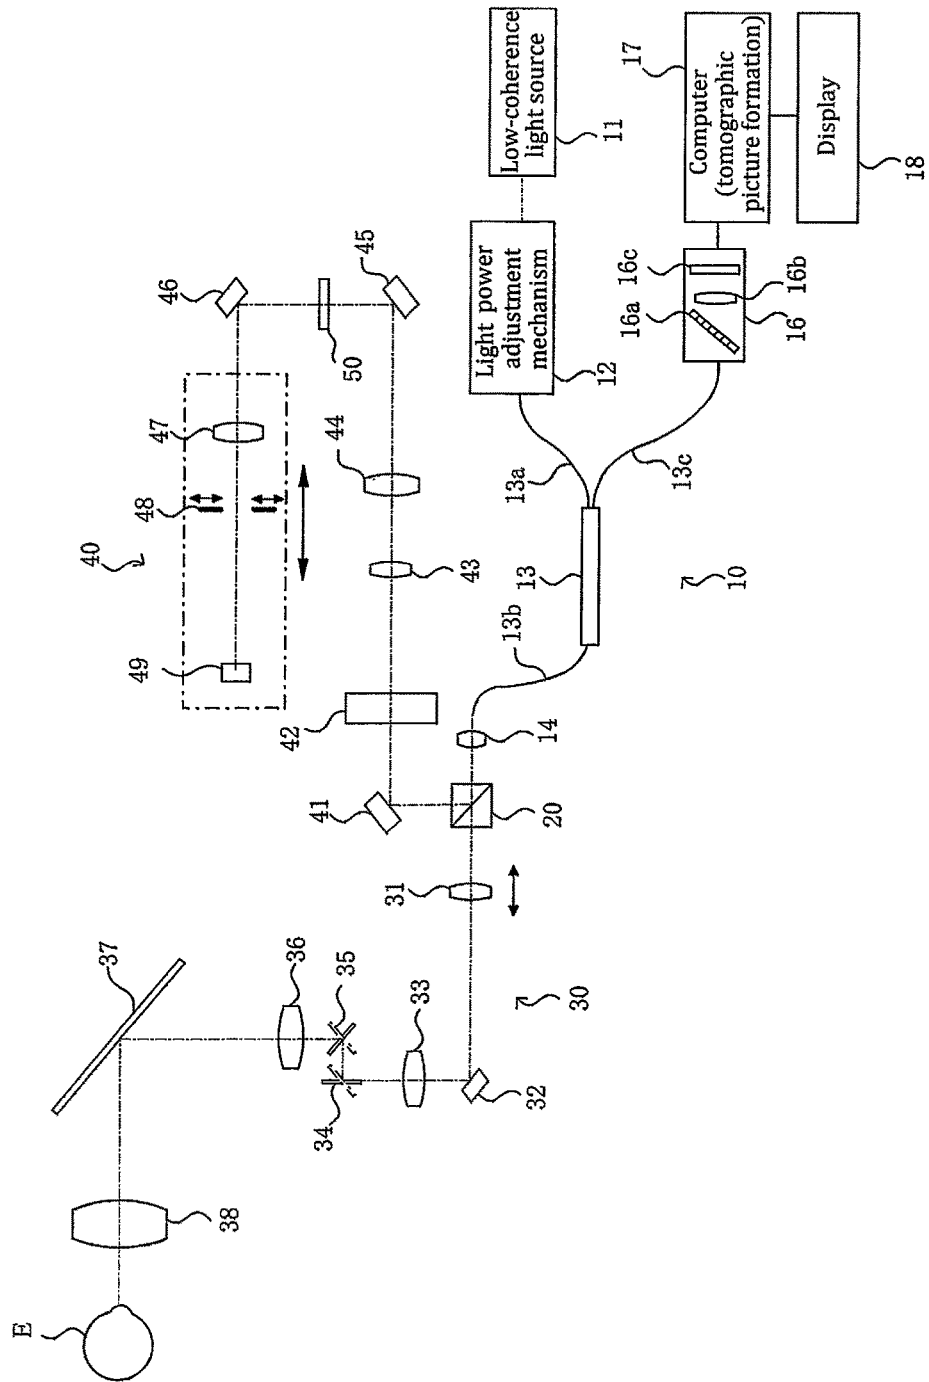 E
38
37
36
35
34
33
32
31
30
41
20
14
42
49
40
48
47
43
44
46
50
45
13b
13
10
13a
13c
Light power
adjustment
mechanism
12
Low-coherence
light source
11
16a
16c
16b
16
Computer
(tomographic
picture formation)
17
Display
18